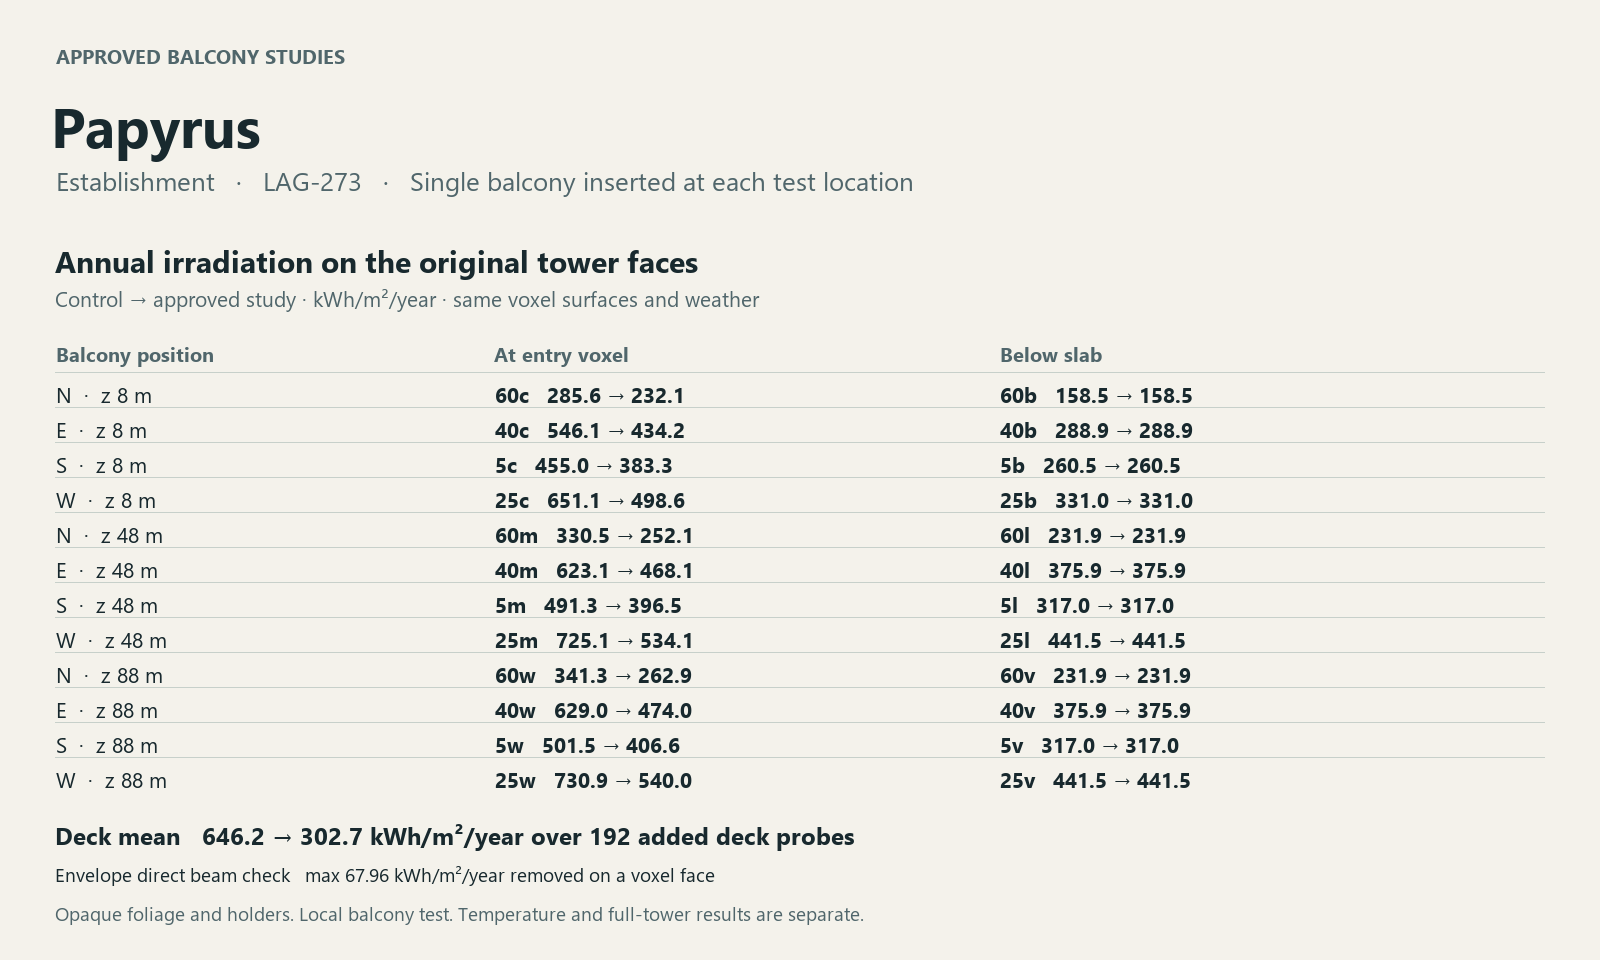 APPROVED BALCONY STUDIES
Papyrus
Establishment · LAG-273 · Single balcony inserted at each test location
Annual irradiation on the original tower faces
Control → approved study · kWh/m²/year · same voxel surfaces and weather
Balcony position At entry voxel Below slab
N · z 8 m 60c 285.6 → 232.1 60b 158.5 → 158.5
E · z 8 m 40c 546.1 → 434.2 40b 288.9 → 288.9
S · z 8 m 5c 455.0 → 383.3 5b 260.5 → 260.5
W · z 8 m 25c 651.1 → 498.6 25b 331.0 → 331.0
N · z 48 m 60m 330.5 → 252.1 60l 231.9 → 231.9
E · z 48 m 40m 623.1 → 468.1 40l 375.9 → 375.9
S · z 48 m 5m 491.3 → 396.5 5l 317.0 → 317.0
W · z 48 m 25m 725.1 → 534.1 25l 441.5 → 441.5
N · z 88 m 60w 341.3 → 262.9 60v 231.9 → 231.9
E · z 88 m 40w 629.0 → 474.0 40v 375.9 → 375.9
S · z 88 m 5w 501.5 → 406.6 5v 317.0 → 317.0
W · z 88 m 25w 730.9 → 540.0 25v 441.5 → 441.5
Deck mean 646.2 → 302.7 kWh/m²/year over 192 added deck probes
Envelope direct beam check max 67.96 kWh/m²/year removed on a voxel face
Opaque foliage and holders. Local balcony test. Temperature and full-tower results are separate.